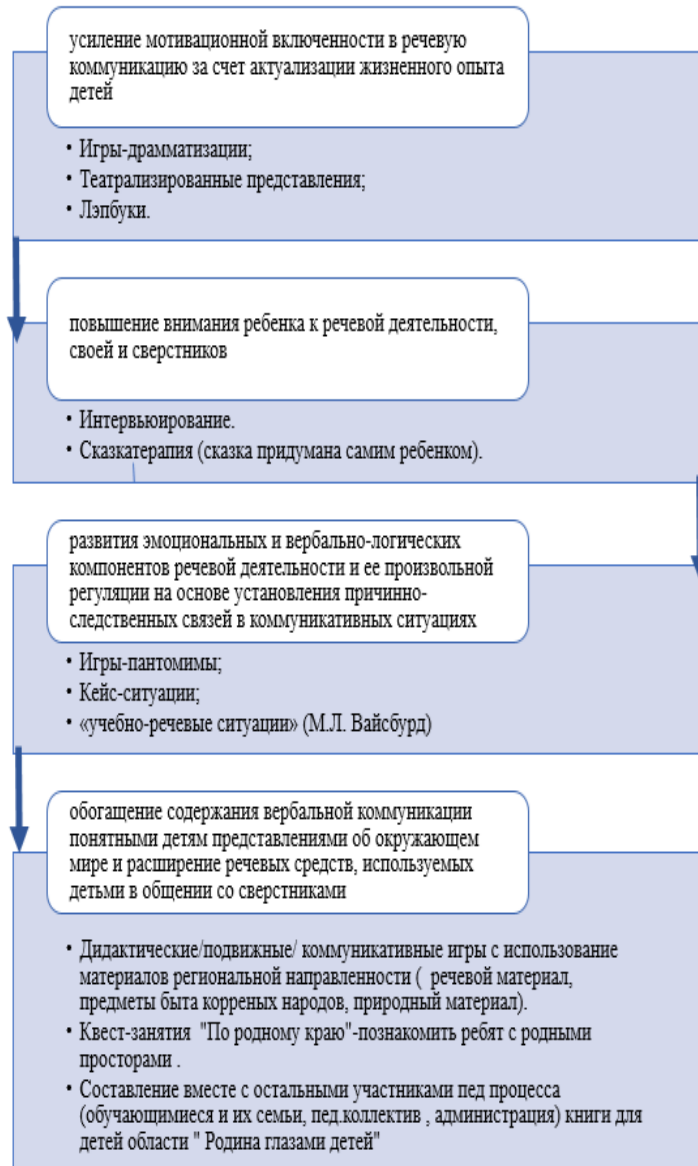 усиление мотивационной включенности в речевую
коммуникацию за счет актуализации жизненного опыта
детей
• Игры-драмматизации;
• Театрализированные представления;
• Лэпбуки.
повышение внимания ребенка к речевой деятельности,
своей и сверстников
• Интервьюирование.
• Сказкатерапия (сказка придумана самим ребенком).
развития эмоциональных и вербально-логических
компонентов речевой деятельности и ее произвольной
регуляции на основе установления причинно-
следственных связей в коммуникативных ситуациях
• Игры-пантомимы;
• Кейс-ситуации;
• «учебно-речевые ситуации» (М.Л. Вайсбурд)
обогащение содержания вербальной коммуникации
понятными детям представлениями об окружающем
мире и расширение речевых средств, используемых
детьми в общении со сверстниками
• Дидактические/подвижные/ коммуникативные игры с использование
материалов региональной направленности ( речевой материал,
предметы быта корреных народов, природный материал).
• Квест-занятия "По родному краю"-познакомить ребят с родными
просторами .
• Составление вместе с остальными участниками пед процесса
(обучающимиеся и их семьи, пед.коллектив , администрация) книги для
детей области " Родина глазами детей"